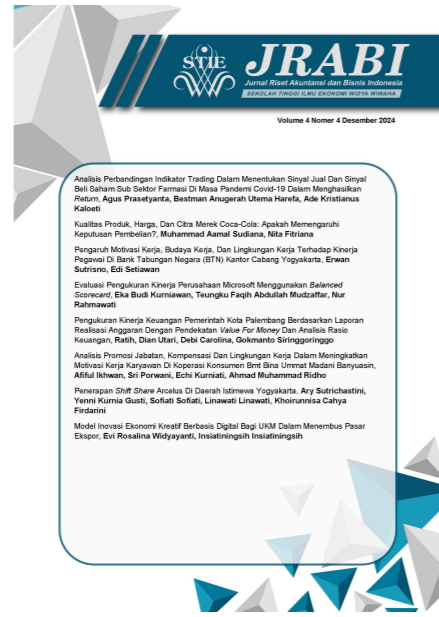 STIE
JRABI
Jurnal Riset Akuntansi dan Bisnis Indonesia
SEKOLAH TINGGI ILMU EKONOMI WIDYA WIWAHA
Volume 4 Nomer 4 Desember 2024
Analisis Perbandingan Indikator Trading Dalam Menentukan Sinyal Jual Dan Sinyal
Beli Saham Sub Sektor Farmasi Di Masa Pandemi Covid-19 Dalam Menghasilkan
Return, Agus Prasetyanta, Bestman Anugerah Utema Harefa, Ade Kristianus
Kaloeti
Kualitas Produk, Harga, Dan Citra Merek Coca-Cola: Apakah Memengaruhi
Keputusan Pembelian?, Muhammad Aamal Sudiana, Nita Fitriana
Pengaruh Motivasi Kerja, Budaya Kerja, Dan Lingkungan Kerja Terhadap Kinerja
Pegawai Di Bank Tabungan Negara (BTN) Kantor Cabang Yogyakarta, Erwan
Sutrisno, Edi Setiawan
Evaluasi Pengukuran Kinerja Perusahaan Microsoft Menggunakan Balanced
Scorecard, Eka Budi Kurniawan, Teungku Faqih Abdullah Mudzaffar, Nur
Rahmawati
Pengukuran Kinerja Keuangan Pemerintah Kota Palembang Berdasarkan Laporan
Realisasi Anggaran Dengan Pendekatan Value For Money Dan Analisis Rasio
Keuangan, Ratih, Dian Utari, Debi Carolina, Gokmanto Siringgoringgo
Analisis Promosi Jabatan, Kompensasi Dan Lingkungan Kerja Dalam Meningkatkan
Motivasi Kerja Karyawan Di Koperasi Konsumen Bmt Bina Ummat Madani Banyuasin,
Afiful Ikhwan, Sri Porwani, Echi Kurniati, Ahmad Muhammad Ridho
Penerapan Shift Share Arcelus Di Daerah Istimewa Yogyakarta. Ary Sutrichastini,
Yenni Kurnia Gusti, Sofiati Sofiati, Linawati Linawati, Khoirunnisa Cahya
Firdarini
Model Inovasi Ekonomi Kreatif Berbasis Digital Bagi UKM Dalam Menembus Pasar
Ekspor, Evi Rosalina Widyayanti, Insiatiningsih Insiatiningsih